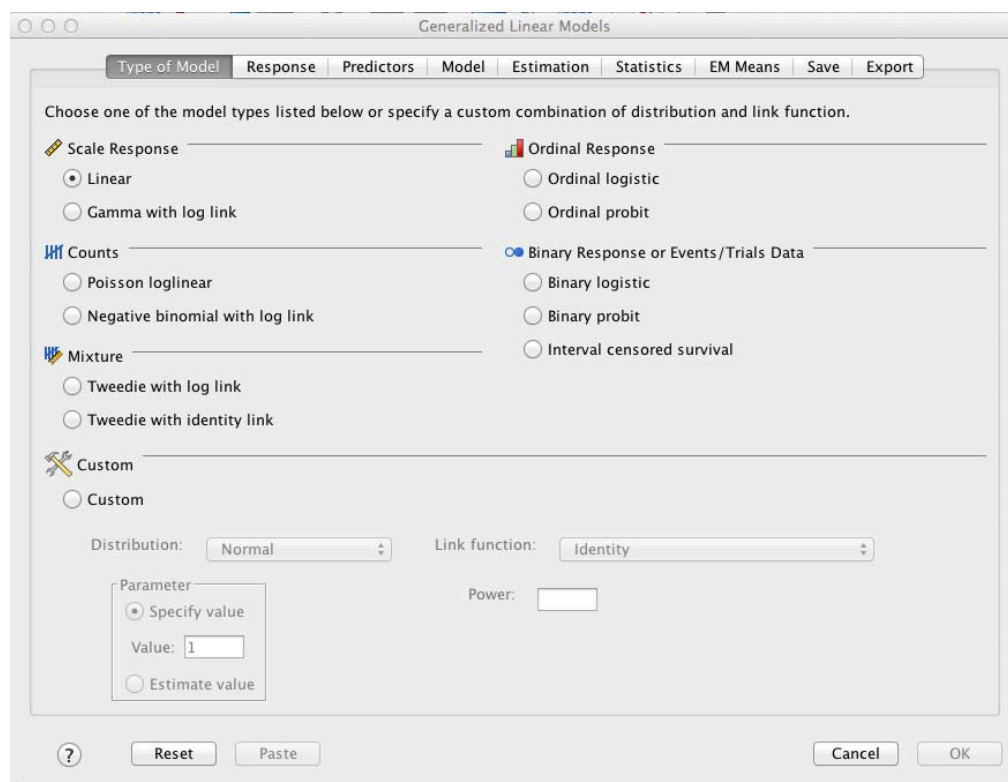 Generalized Linear Models
Type of Model Response Predictors Model Estimation Statistics EM Means Save Export
Choose one of the model types listed below or specify a custom combination of distribution and link function.
Scale Response
Linear
Gamma with log link
Counts
Poisson loglinear
Negative binomial with log link
Mixture
Tweedie with log link
Tweedie with identity link
Ordinal Response
Ordinal logistic
Ordinal probit
Binary Response or Events/Trials Data
Binary logistic
Binary probit
Interval censored survival
Custom
Custom
Distribution: Normal Link function: Identity
Parameter
Specify value
Value: 1
Estimate value
Power:
? Reset Paste Cancel OK